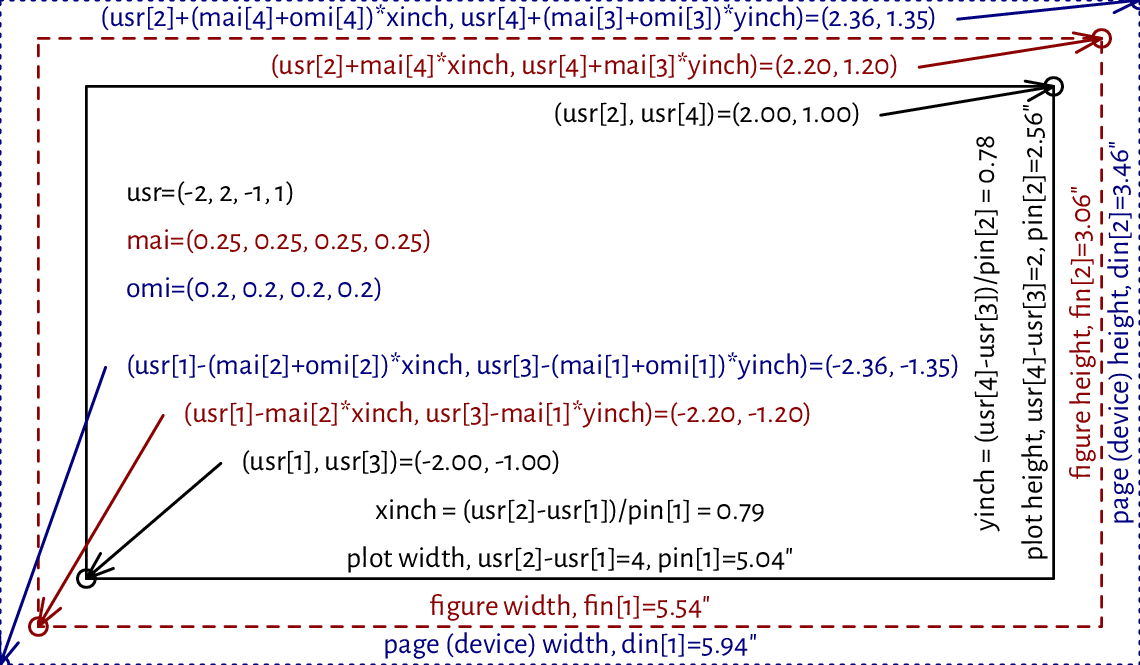 (usr[2]+(mai[4]+omi[4])*xinch, usr[4]+(mai[3]+omi[3])*yinch)=(2.36, 1.35)
(usr[2]+mai[4]*xinch, usr[4]+mai[3]*yinch)=(2.20, 1.20)
(usr[2], usr[4])=(2.00, 1.00)
usr=(-2, 2, -1, 1)
mai=(0.25, 0.25, 0.25, 0.25)
omi=(0.2, 0.2, 0.2, 0.2)
(usr[1]-(mai[2]+omi[2])*xinch, usr[3]-(mai[1]+omi[1])*yinch)=(-2.36, -1.35)
(usr[1]-mai[2]*xinch, usr[3]-mai[1]*yinch)=(-2.20, -1.20)
(usr[1], usr[3])=(-2.00, -1.00)
xinch = (usr[2]-usr[1])/pin[1] = 0.79
plot width, usr[2]-usr[1]=4, pin[1]=5.04"
figure width, fin[1]=5.54"
page (device) width, din[1]=5.94"
yinch = (usr[4]-usr[3])/pin[2] = 0.78
plot height, usr[4]-usr[3]=2, pin[2]=2.56"
figure height, fin[2]=3.06"
page (device) height, din[2]=3.46"